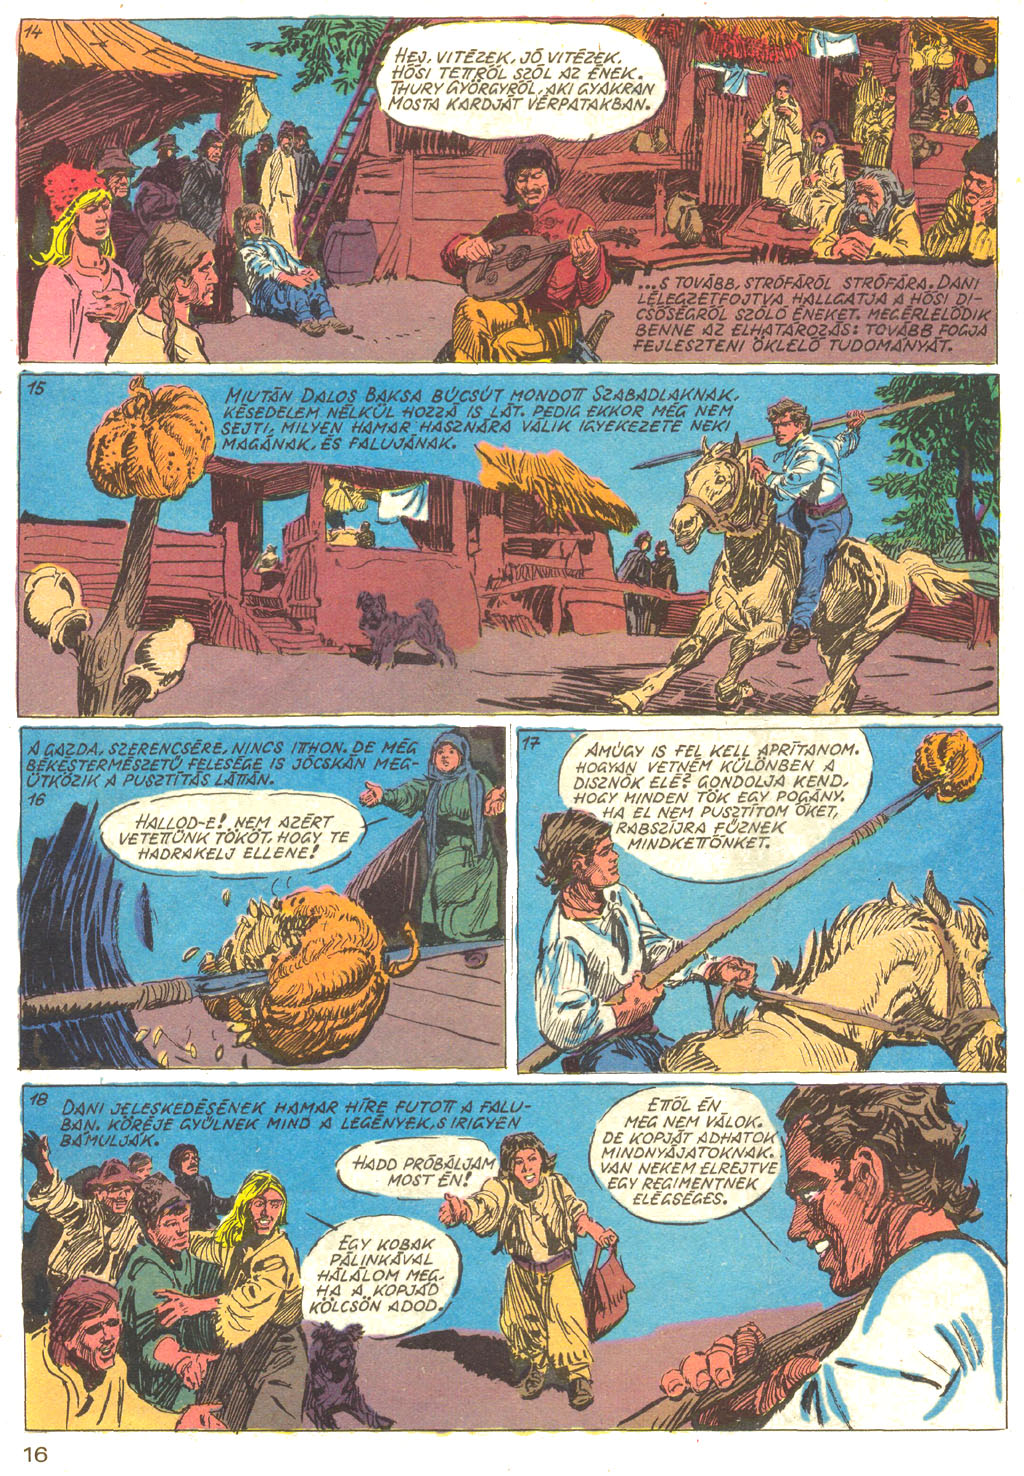 14
HEJ, VITÉZEK, JÓ VITÉZEK,
HŐSI TETTRŐL SZÓL AZ ÉNEK.
THURY GYÖRGYRŐL, AKI GYAKRAN
MOSTA KARDJÁT VÉRPATAKBAN.
...S TOVÁBB, STRÓFÁRÓL STRÓFÁRA. DANI
LÉLEGZETFOJTVA HALLGATJA A HŐSI DI-
CSŐSÉGRŐL SZÓLÓ ÉNEKET. MEGÉRLELŐDIK
BENNE AZ ELHATÁROZÁS: TOVÁBB FOGJA
FEJLESZTENI ÖKLELŐ TUDOMÁNYÁT.
15
MIUTÁN DALOS BAKSA BÚCSÚT MONDOTT SZABADLAKNAK,
KÉSEDELEM NÉLKÜL HOZZÁ IS LÁT. PEDIG EKKOR MÉG NEM
SEJTI, MILYEN HAMAR HASZNÁRA VÁLIK IGYEKEZETE NEKI
MAGÁNAK, ÉS FALUJÁNAK.
A GAZDA, SZERENCSÉRE, NINCS ITTHON. DE MÉG
BÉKÉSTERMÉSZETŰ FELESÉGE IS JÓCSKÁN MEG-
ÜTKÖZIK A PUSZTÍTÁS LÁTTÁN.
16
HALLOD-E! NEM AZÉRT
VETETTÜNK TÖKÖT, HOGY TE
HADRAKELJ ELLENE!
17
AMÚGY IS FEL KELL APRÍTANOM.
HOGYAN VETNÉM KÜLÖNBEN A
DISZNÓK ELÉ? GONDOLJA KEND,
HOGY MINDEN TÖK EGY POGÁNY.
HA EL NEM PUSZTÍTOM ŐKET,
RABSZÍJRA FŰZNEK
MINDKETTŐNKET.
18
DANI JELESKEDÉSÉNEK HAMAR HÍRE FUTOTT A FALU-
BAN. KÖRÉJE GYŰLNEK MIND A LEGÉNYEK, S IRIGYEN
BÁMULJÁK.
HADD PRÓBÁLJAM
MOST ÉN!
EGY KOBAK
PÁLINKÁVAL
HÁLÁLOM MEG,
HA A KOPJÁD
KÖLCSÖN ADOD.
ETTŐL ÉN
MEG NEM VÁLOK.
DE KOPJÁT ADHATOK
MINDNYÁJATOKNAK.
VAN NEKEM ELREJTVE
EGY REGIMENTNEK
ELÉGSÉGES.
16